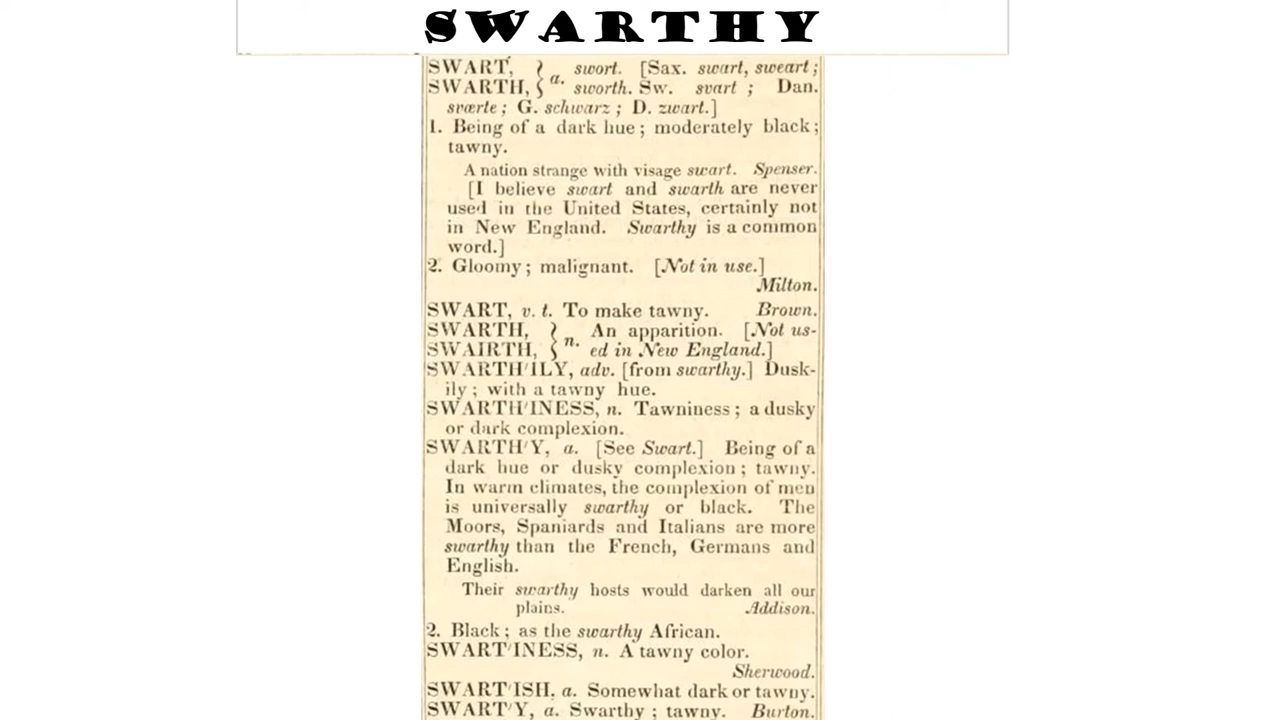 SWARTHY
SWART, } a. swort. [Sax. swart, sweart;
SWARTH, } sworth. Sw. svart; Dan.
sværte; G. schwarz; D. zwart.]
1. Being of a dark hue; moderately black;
tawny.
A nation strange with visage swart. Spenser.
[I believe swart and swarth are never
used in the United States, certainly not
in New England. Swarthy is a common
word.]
2. Gloomy; malignant. [Not in use.]
Milton.
SWART, v. t. To make tawny. Brown.
SWARTH, } n. An apparition. [Not us-
SWAIRTH, } ed in New England.]
SWARTH'ILY, adv. [from swarthy.] Dusk-
ily; with a tawny hue.
SWARTH'INESS, n. Tawniness; a dusky
or dark complexion.
SWARTH'Y, a. [See Swart.] Being of a
dark hue or dusky complexion; tawny.
In warm climates, the complexion of men
is universally swarthy or black. The
Moors, Spaniards and Italians are more
swarthy than the French, Germans and
English.
Their swarthy hosts would darken all our
plains. Addison.
2. Black; as the swarthy African.
SWART'INESS, n. A tawny color.
Sherwood.
SWART'ISH, a. Somewhat dark or tawny.
SWART'Y, a. Swarthy; tawny. Burton.